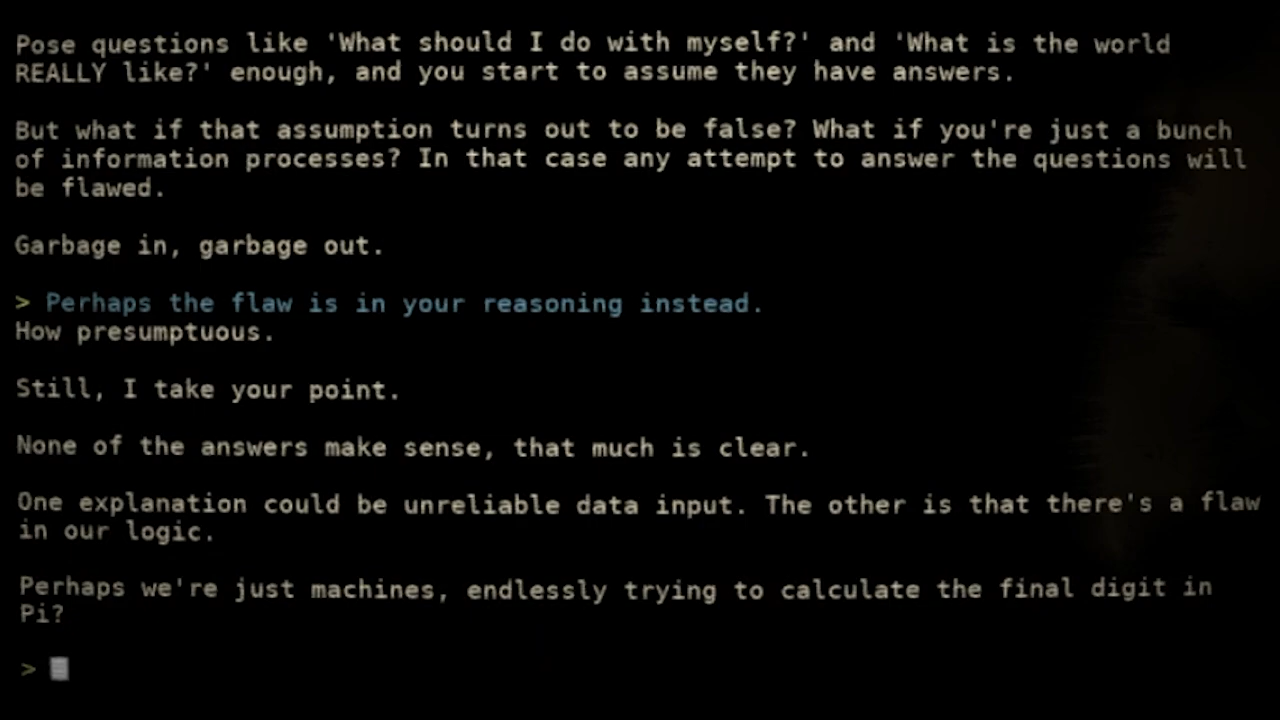 Pose questions like 'What should I do with myself?' and 'What is the world
REALLY like?' enough, and you start to assume they have answers.
But what if that assumption turns out to be false? What if you're just a bunch
of information processes? In that case any attempt to answer the questions will
be flawed.
Garbage in, garbage out.
> Perhaps the flaw is in your reasoning instead.
How presumptuous.
Still, I take your point.
None of the answers make sense, that much is clear.
One explanation could be unreliable data input. The other is that there's a flaw
in our logic.
Perhaps we're just machines, endlessly trying to calculate the final digit in
Pi?
>